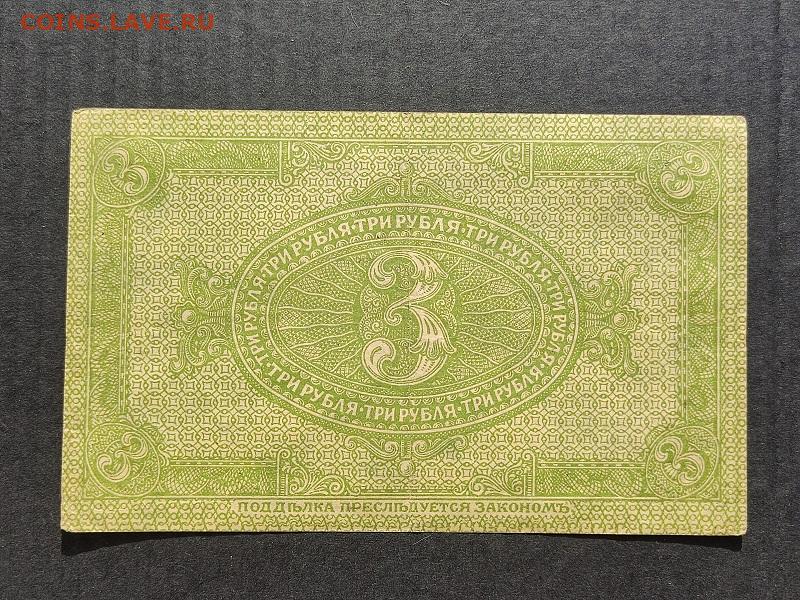 COINS.LAVE.RU
3 3
ТРИ РУБЛЯ·ТРИ РУБЛЯ·ТРИ РУБЛЯ·ТРИ РУБЛЯ·ТРИ РУБЛЯ·ТРИ РУБЛЯ·ТРИ РУБЛЯ·ТРИ РУБЛЯ·
3
3 3
ПОДДѢЛКА ПРЕСЛѢДУЕТСЯ ЗАКОНОМЪ